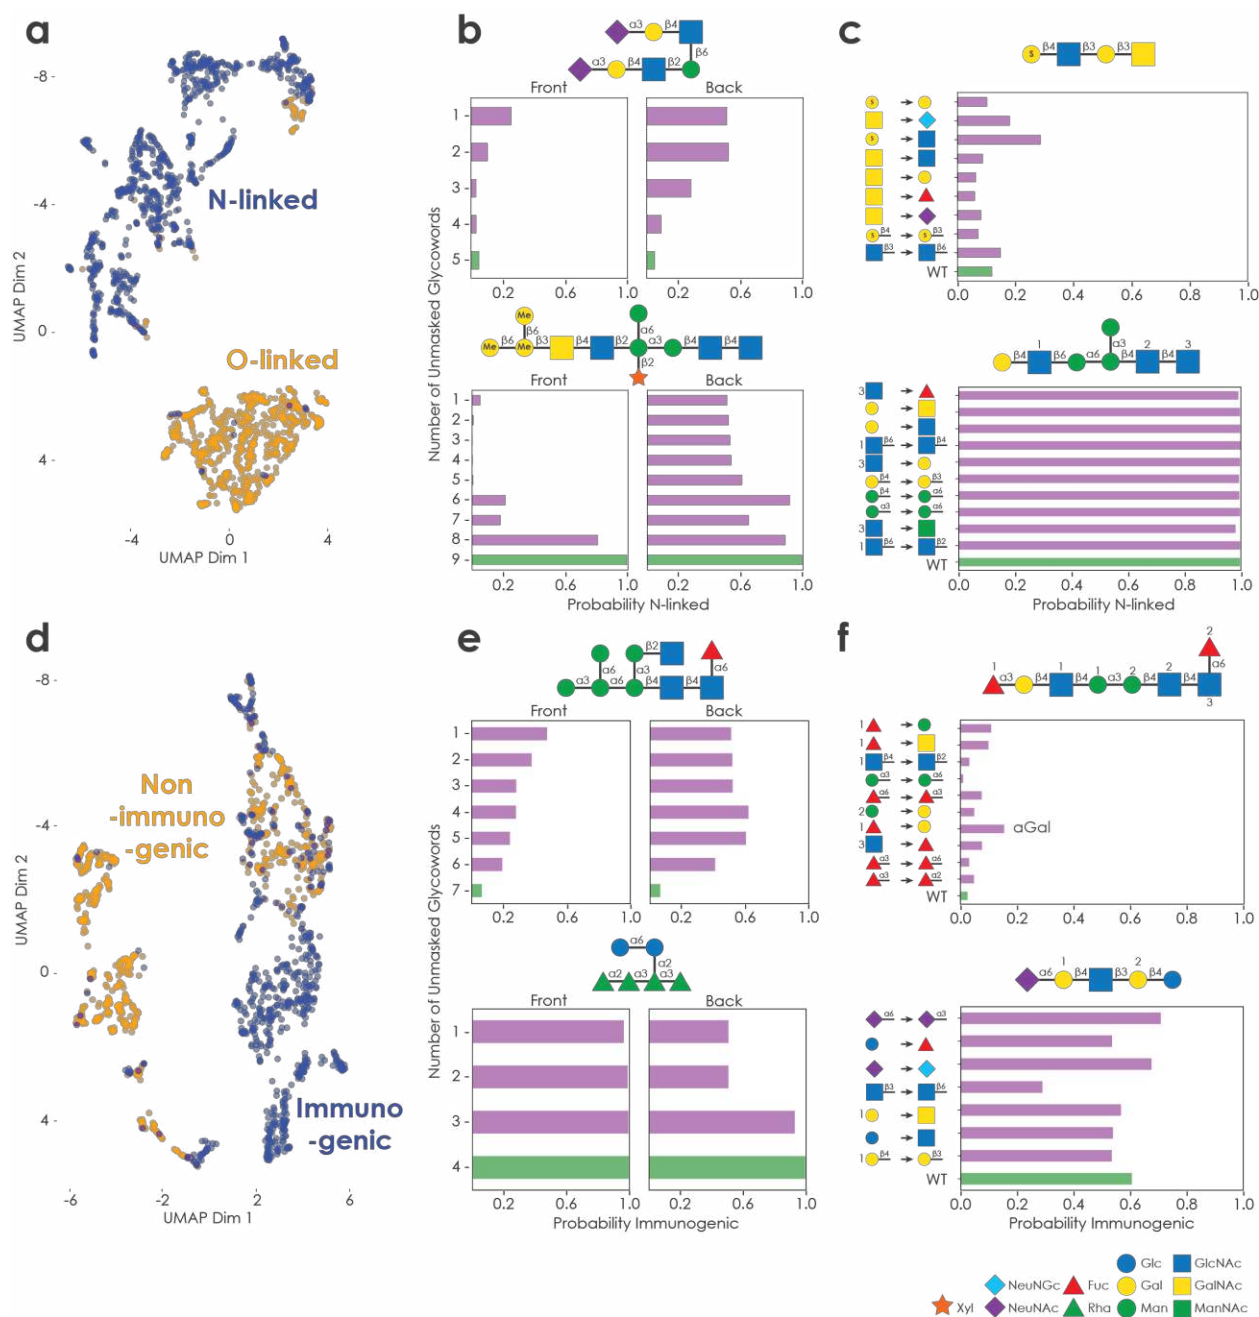 a
-8
-4
0
4
-4
0
4
UMAP Dim 1
UMAP Dim 2
N-linked
O-linked
b
α3
β4
β6
α3
β4
β2
Front
Back
1
2
3
4
5
0.2
0.6
1.0
0.2
0.6
1.0
Number of Unmasked Glycowords
Me
β6
α6
Me
β6
Me
β3
β4
β2
α3
β4
β4
β2
Front
Back
1
2
3
4
5
6
7
8
9
0.2
0.6
1.0
0.2
0.6
1.0
Probability N-linked
c
S
β4
β3
β3
S
S
S
β4
S
β3
β3
β6
WT
0.0
0.2
0.4
0.6
0.8
1.0
α3
1
2
3
β4
β6
α6
β4
β4
3
1
β6
β4
3
β4
β3
β4
α6
α3
α6
3
1
β6
β2
WT
0.0
0.2
0.4
0.6
0.8
1.0
Probability N-linked
d
-8
-4
0
4
-6
-2
2
6
UMAP Dim 1
UMAP Dim 2
Non
-immuno
-genic
Immuno
-genic
e
β2
α6
α3
α6
α3
α6
β4
β4
Front
Back
1
2
3
4
5
6
7
0.2
0.6
1.0
0.2
0.6
1.0
Number of Unmasked Glycowords
α6
α2
α2
α3
α3
Front
Back
1
2
3
4
0.2
0.6
1.0
0.2
0.6
1.0
Probability Immunogenic
f
2
α6
1
1
1
2
2
α3
β4
β4
α3
β4
β4
3
1
1
1
β4
β2
α3
α6
α6
α3
2
1
aGal
3
α3
α6
α3
α2
WT
0.0
0.2
0.4
0.6
0.8
1.0
1
2
α6
β4
β3
β4
α6
α3
β3
β6
1
1
β4
β3
WT
0.0
0.2
0.4
0.6
0.8
1.0
Probability Immunogenic
Glc
GlcNAc
NeuNGc
Fuc
Gal
GalNAc
Xyl
NeuNAc
Rha
Man
ManNAc